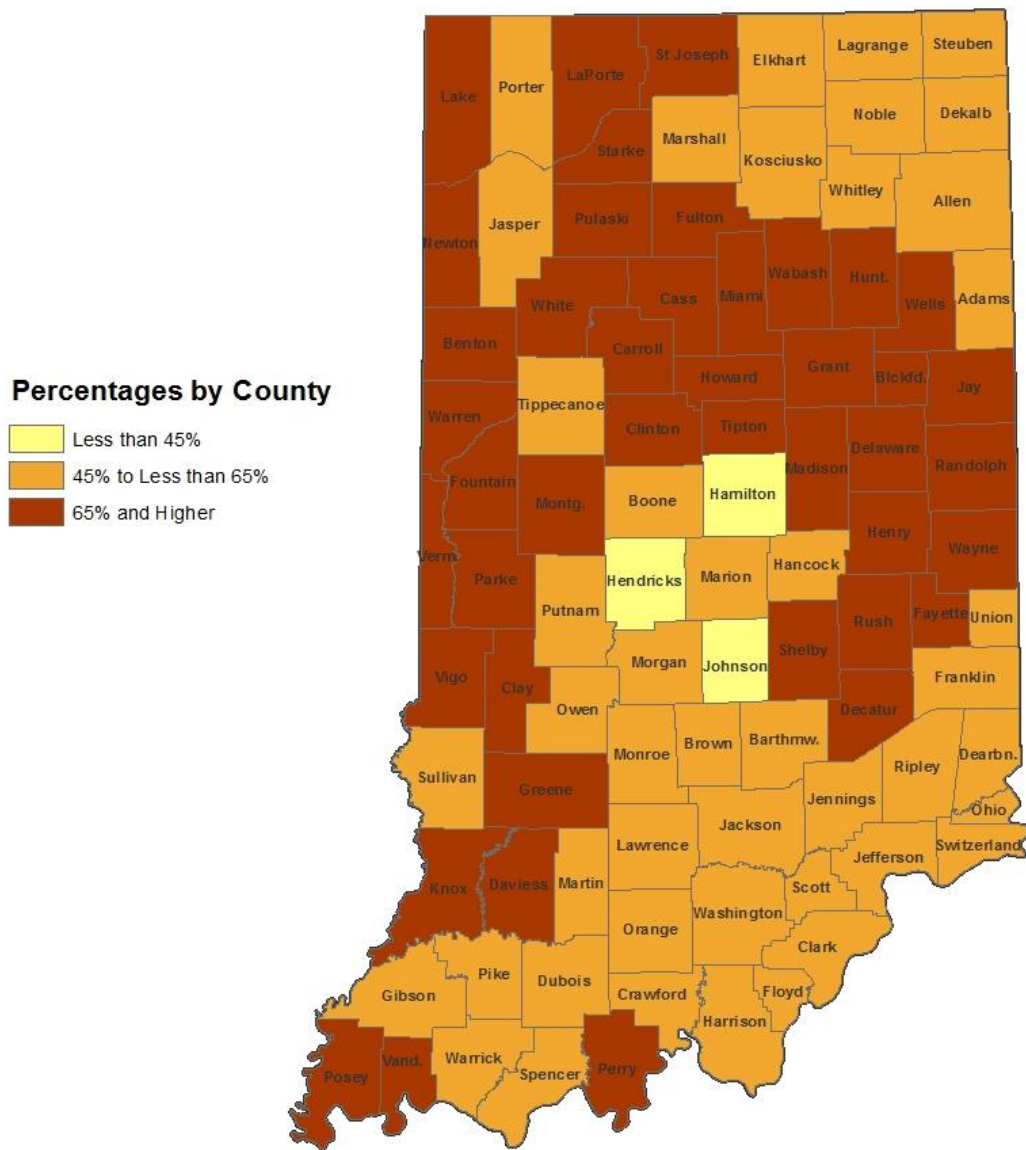 Steuben
Lagrange
Elkhart
St Joseph
LaPorte
Porter
Lake
Noble
Dekalb
Marshall
Starke
Kosciusko
Whitley
Allen
Jasper
Pulaski
Fulton
Newton
Wabash
Hunt.
Miami
Cass
White
Wells
Adams
Benton
Carroll
Grant
Blckfd.
Jay
Howard
Percentages by County
Less than 45%
45% to Less than 65%
65% and Higher
Tippecanoe
Warren
Clinton
Tipton
Delaware
Madison
Randolph
Fountain
Montg.
Boone
Hamilton
Henry
Wayne
Verm.
Parke
Hendricks
Marion
Hancock
Putnam
Fayette
Union
Rush
Shelby
Morgan
Johnson
Vigo
Clay
Franklin
Owen
Decatur
Monroe
Brown
Barthmw.
Dearbn.
Ripley
Sullivan
Greene
Jennings
Ohio
Jackson
Lawrence
Jefferson
Switzerland
Knox
Daviess
Martin
Scott
Washington
Orange
Clark
Pike
Dubois
Gibson
Crawford
Floyd
Harrison
Posey
Vand.
Warrick
Spencer
Perry